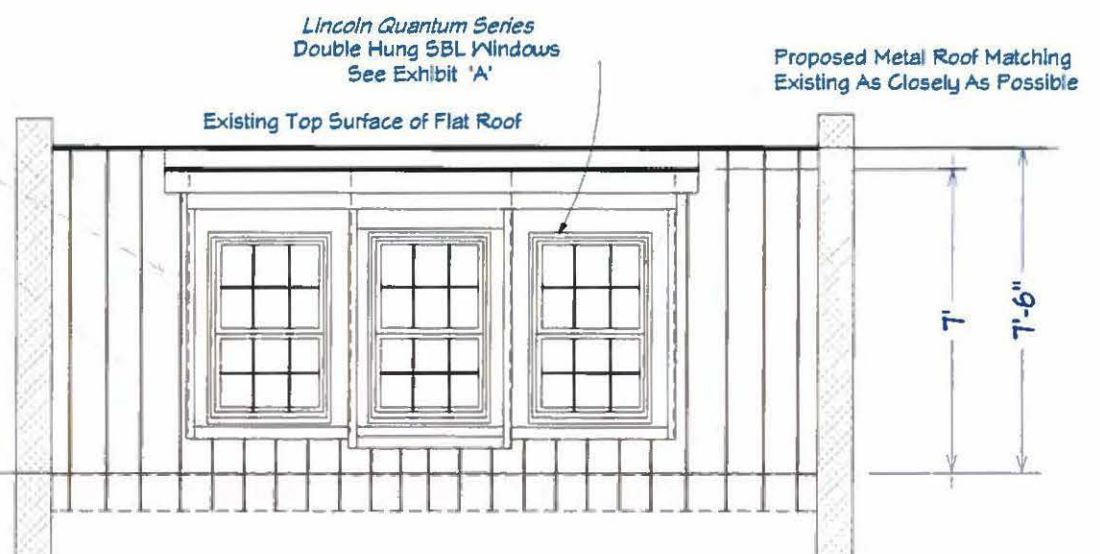 Lincoln Quantum Series
Double Hung SBL Windows
See Exhibit 'A'
Proposed Metal Roof Matching
Existing As Closely As Possible
Existing Top Surface of Flat Roof
7'
7'-6"